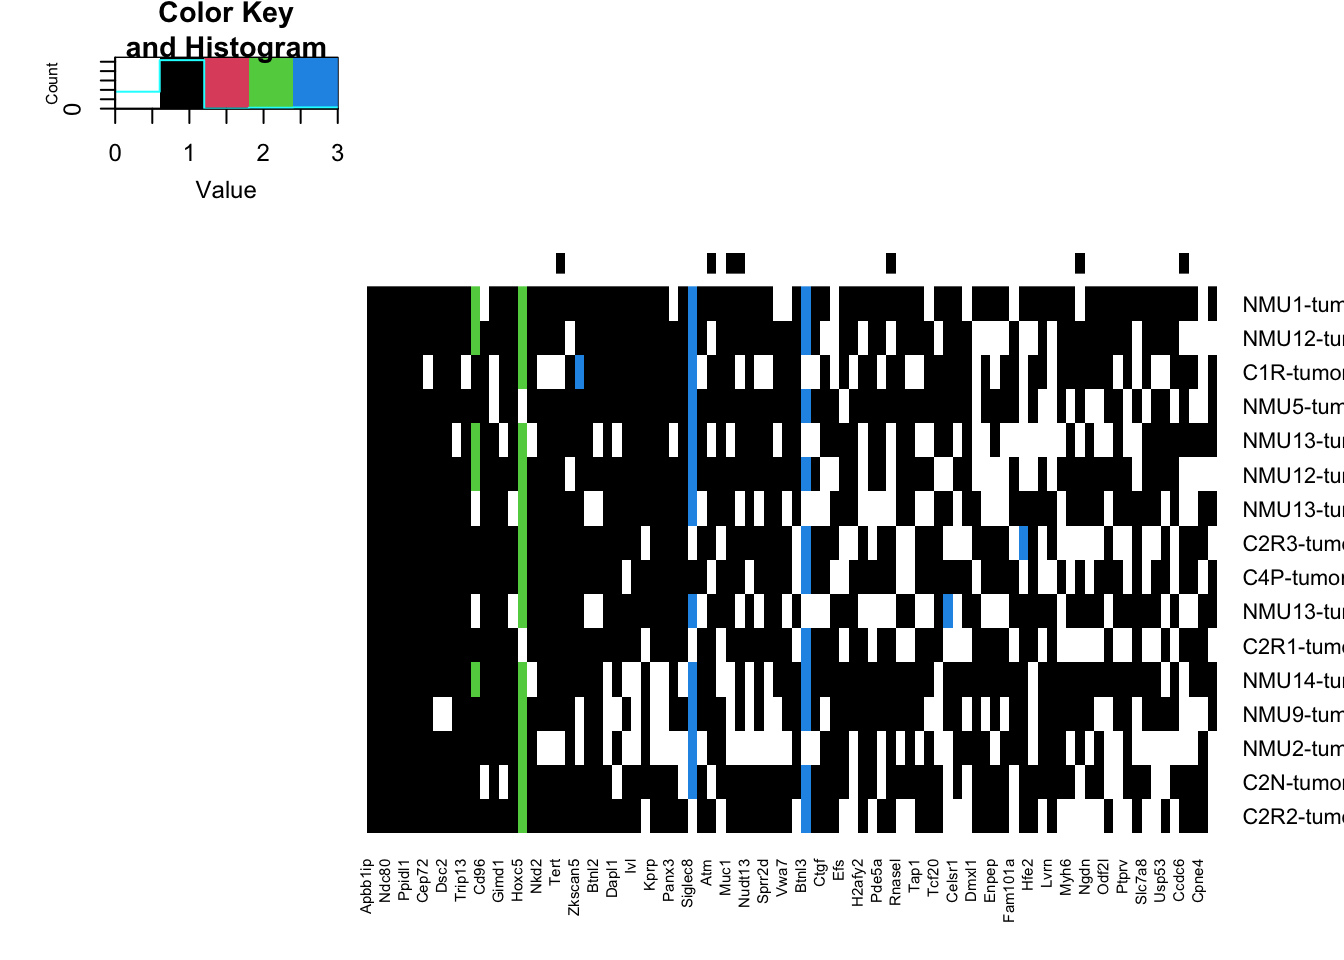 Color Key
and Histogram
Count
0
0 1 2 3
Value
NMU1-tum
NMU12-tu
C1R-tumo
NMU5-tum
NMU13-tu
NMU12-tu
NMU13-tu
C2R3-tum
C4P-tumo
NMU13-tu
C2R1-tum
NMU14-tu
NMU9-tum
NMU2-tum
C2N-tumo
C2R2-tum
Apbb1ip
Ndc80
Ppidl1
Cep72
Dsc2
Trip13
Cd96
Gimd1
Hoxc5
Nkd2
Tert
Zkscan5
Btnl2
Dapl1
Ivl
Kprp
Panx3
Siglec8
Atm
Muc1
Nudt13
Sprr2d
Vwa7
Btnl3
Ctgf
Efs
H2afy2
Pde5a
Rnasel
Tap1
Tcf20
Celsr1
Dmxl1
Enpep
Fam101a
Hfe2
Lvrn
Myh6
Ngdn
Odf2l
Ptprv
Slc7a8
Usp53
Ccdc6
Cpne4